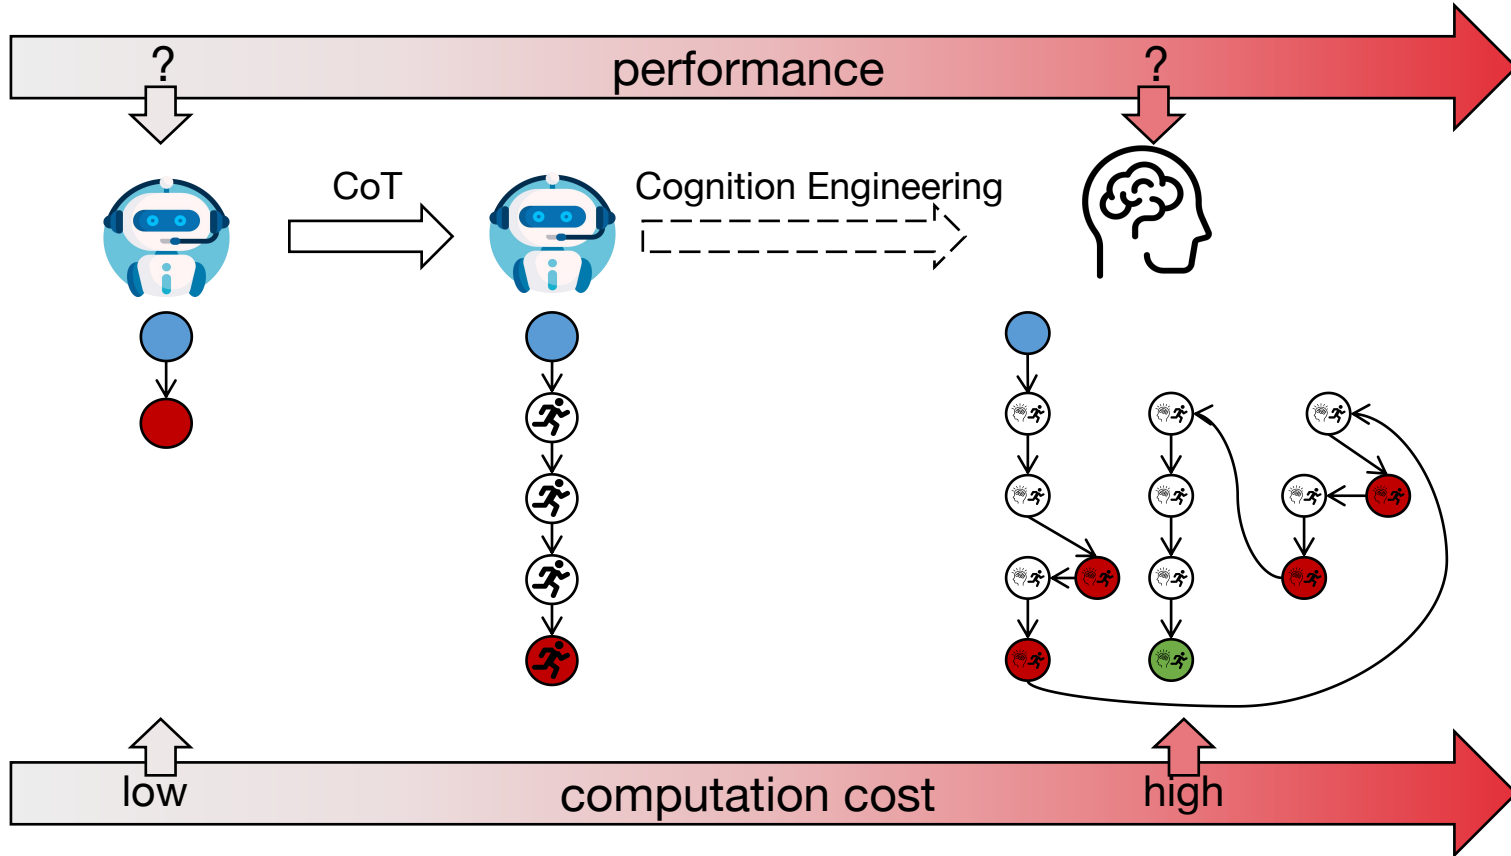 ?
performance
?
CoT
Cognition Engineering
low
computation cost
high